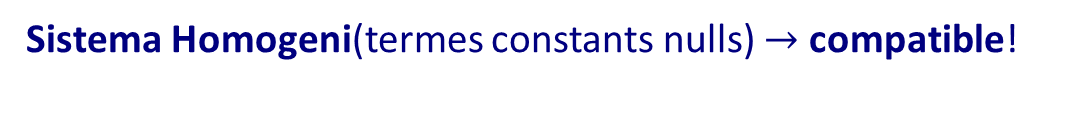 Sistema Homogeni(termes constants nulls) → compatible!